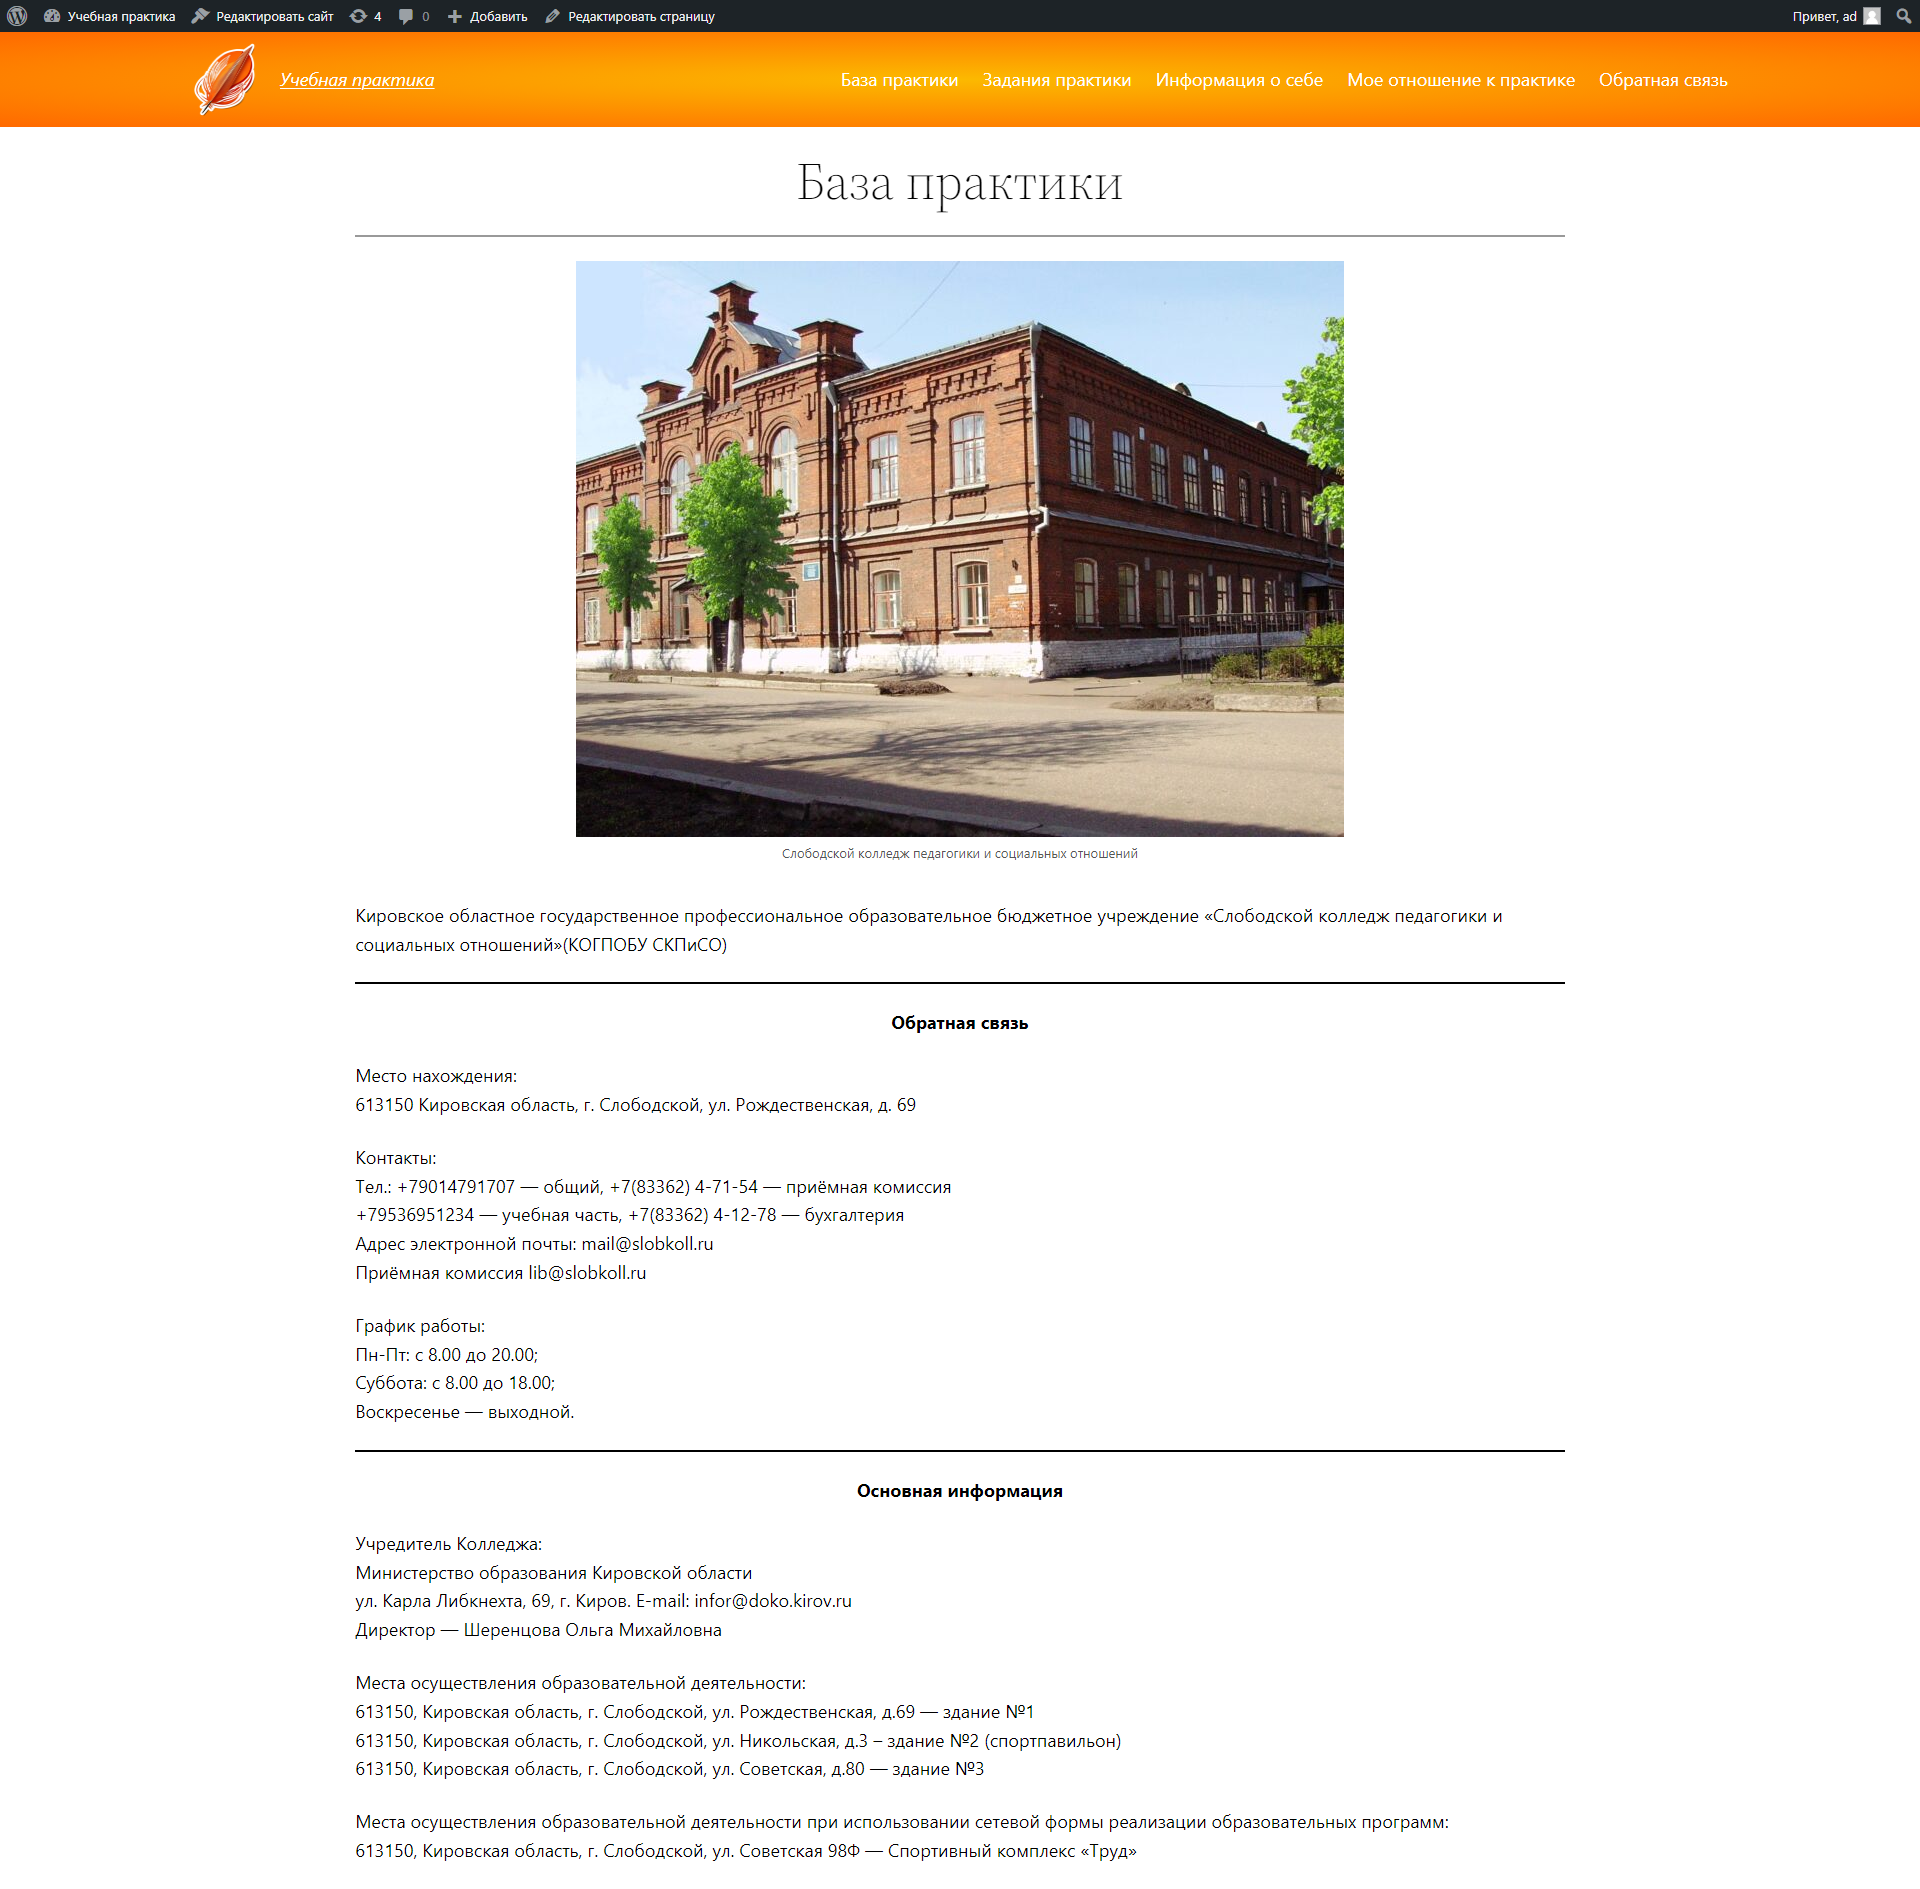 Учебная практика
Редактировать сайт
4
0
Добавить
Редактировать страницу
Привет, ad
Учебная практика
База практики
Задания практики
Информация о себе
Мое отношение к практике
Обратная связь
База практики
Слободской колледж педагогики и социальных отношений
Кировское областное государственное профессиональное образовательное бюджетное учреждение «Слободской колледж педагогики и
социальных отношений»(КОГПОБУ СКПиСО)
Обратная связь
Место нахождения:
613150 Кировская область, г. Слободской, ул. Рождественская, д. 69
Контакты:
Тел.: +79014791707 — общий, +7(83362) 4-71-54 — приёмная комиссия
+79536951234 — учебная часть, +7(83362) 4-12-78 — бухгалтерия
Адрес электронной почты: mail@slobkoll.ru
Приёмная комиссия lib@slobkoll.ru
График работы:
Пн-Пт: с 8.00 до 20.00;
Суббота: с 8.00 до 18.00;
Воскресенье — выходной.
Основная информация
Учредитель Колледжа:
Министерство образования Кировской области
ул. Карла Либкнехта, 69, г. Киров. E-mail: infor@doko.kirov.ru
Директор — Шеренцова Ольга Михайловна
Места осуществления образовательной деятельности:
613150, Кировская область, г. Слободской, ул. Рождественская, д.69 — здание №1
613150, Кировская область, г. Слободской, ул. Никольская, д.3 – здание №2 (спортпавильон)
613150, Кировская область, г. Слободской, ул. Советская, д.80 — здание №3
Места осуществления образовательной деятельности при использовании сетевой формы реализации образовательных программ:
613150, Кировская область, г. Слободской, ул. Советская 98Ф — Спортивный комплекс «Труд»